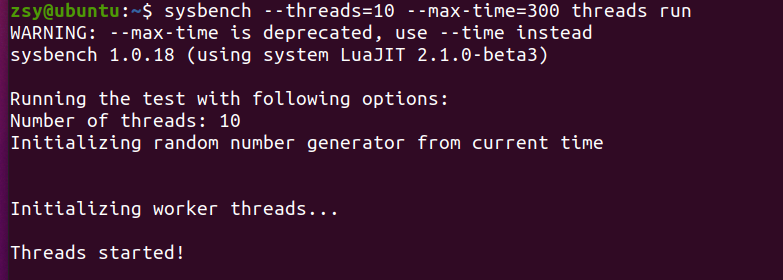 zsy@ubuntu:~$ sysbench --threads=10 --max-time=300 threads run
WARNING: --max-time is deprecated, use --time instead
sysbench 1.0.18 (using system LuaJIT 2.1.0-beta3)
Running the test with following options:
Number of threads: 10
Initializing random number generator from current time
Initializing worker threads...
Threads started!